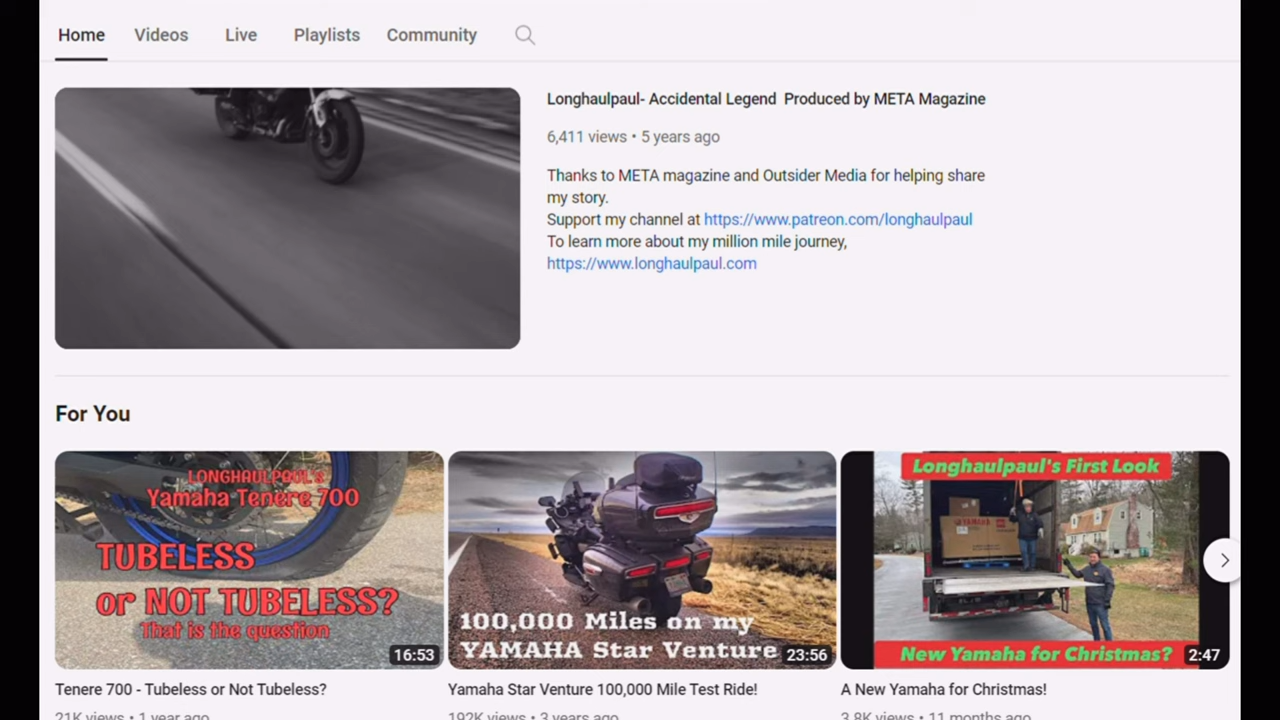 Home Videos Live Playlists Community
Longhaulpaul- Accidental Legend  Produced by META Magazine
6,411 views • 5 years ago
Thanks to META magazine and Outsider Media for helping share
my story.
Support my channel at https://www.patreon.com/longhaulpaul
To learn more about my million mile journey,
https://www.longhaulpaul.com
For You
LONGHAULPAUL'S
Yamaha Tenere 700
TUBELESS
or NOT TUBELESS?
That is the question
16:53
100,000 Miles on my
YAMAHA Star Venture
23:56
Longhaulpaul's First Look
YAMAHA
New Yamaha for Christmas?
2:47
Tenere 700 - Tubeless or Not Tubeless?
21K views • 1 year ago
Yamaha Star Venture 100,000 Mile Test Ride!
192K views • 3 years ago
A New Yamaha for Christmas!
3.8K views • 11 months ago